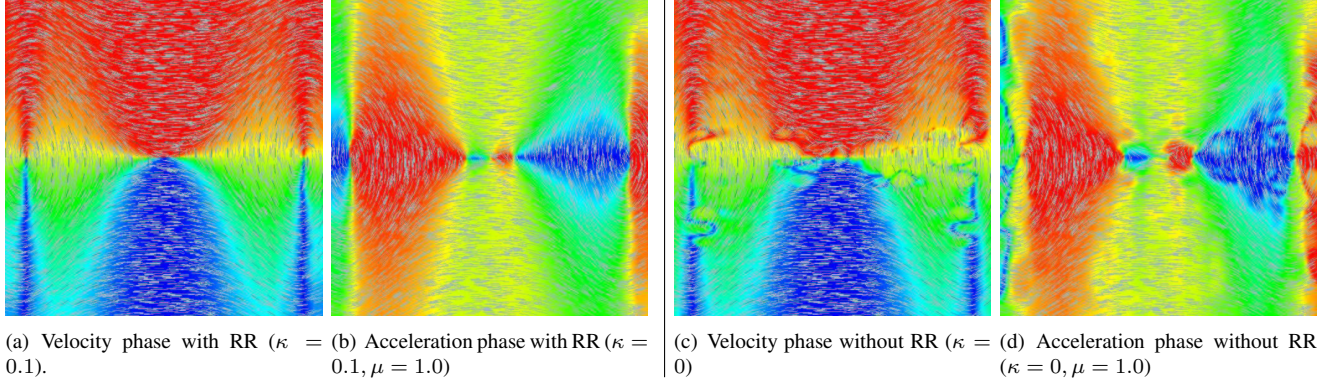 (a) Velocity phase with RR (κ =
0.1).
(b) Acceleration phase with RR (κ =
0.1, μ = 1.0)
(c) Velocity phase without RR (κ =
0)
(d) Acceleration phase without RR
(κ = 0, μ = 1.0)